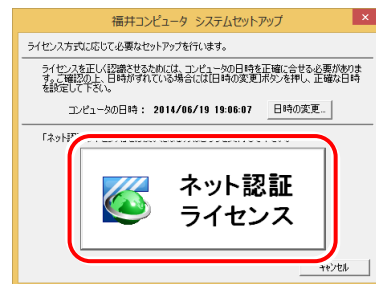 福井コンピュータ システムセットアップ
ライセンス方式に応じて必要なセットアップを行います。
ライセンスを正しく認識させるためには、コンピュータの日時を正確に合せる必要がありま
す。ご確認の上、日時がずれている場合には[日時の変更]ボタンを押し、正確な日時
を設定して下さい。
コンピュータの日時： 2014/06/19 19:06:07 日時の変更...
「ネット認
ネット認証
ライセンス
キャンセル